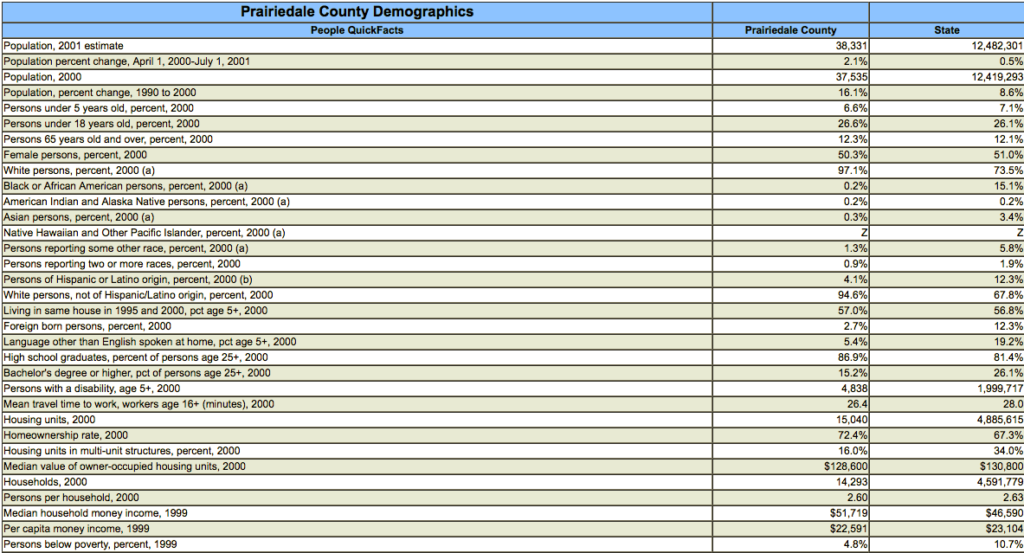 Prairiedale County Demographics
People QuickFacts Prairiedale County State
Population, 2001 estimate 38,331 12,482,301
Population percent change, April 1, 2000-July 1, 2001 2.1% 0.5%
Population, 2000 37,535 12,419,293
Population, percent change, 1990 to 2000 16.1% 8.6%
Persons under 5 years old, percent, 2000 6.6% 7.1%
Persons under 18 years old, percent, 2000 26.6% 26.1%
Persons 65 years old and over, percent, 2000 12.3% 12.1%
Female persons, percent, 2000 50.3% 51.0%
White persons, percent, 2000 (a) 97.1% 73.5%
Black or African American persons, percent, 2000 (a) 0.2% 15.1%
American Indian and Alaska Native persons, percent, 2000 (a) 0.2% 0.2%
Asian persons, percent, 2000 (a) 0.3% 3.4%
Native Hawaiian and Other Pacific Islander, percent, 2000 (a) Z Z
Persons reporting some other race, percent, 2000 (a) 1.3% 5.8%
Persons reporting two or more races, percent, 2000 0.9% 1.9%
Persons of Hispanic or Latino origin, percent, 2000 (b) 4.1% 12.3%
White persons, not of Hispanic/Latino origin, percent, 2000 94.6% 67.8%
Living in same house in 1995 and 2000, pct age 5+, 2000 57.0% 56.8%
Foreign born persons, percent, 2000 2.7% 12.3%
Language other than English spoken at home, pct age 5+, 2000 5.4% 19.2%
High school graduates, percent of persons age 25+, 2000 86.9% 81.4%
Bachelor's degree or higher, pct of persons age 25+, 2000 15.2% 26.1%
Persons with a disability, age 5+, 2000 4,838 1,999,717
Mean travel time to work, workers age 16+ (minutes), 2000 26.4 28.0
Housing units, 2000 15,040 4,885,615
Homeownership rate, 2000 72.4% 67.3%
Housing units in multi-unit structures, percent, 2000 16.0% 34.0%
Median value of owner-occupied housing units, 2000 $128,600 $130,800
Households, 2000 14,293 4,591,779
Persons per household, 2000 2.60 2.63
Median household money income, 1999 $51,719 $46,590
Per capita money income, 1999 $22,591 $23,104
Persons below poverty, percent, 1999 4.8% 10.7%